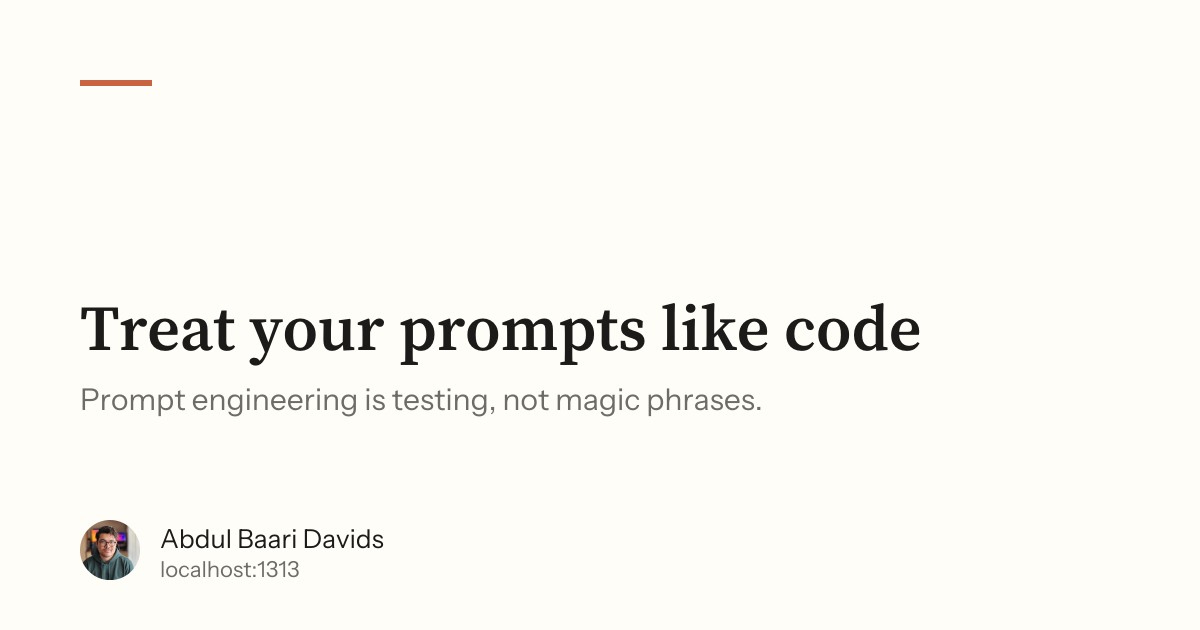 Treat your prompts like code
Prompt engineering is testing, not magic phrases.
Abdul Baari Davids
localhost:1313